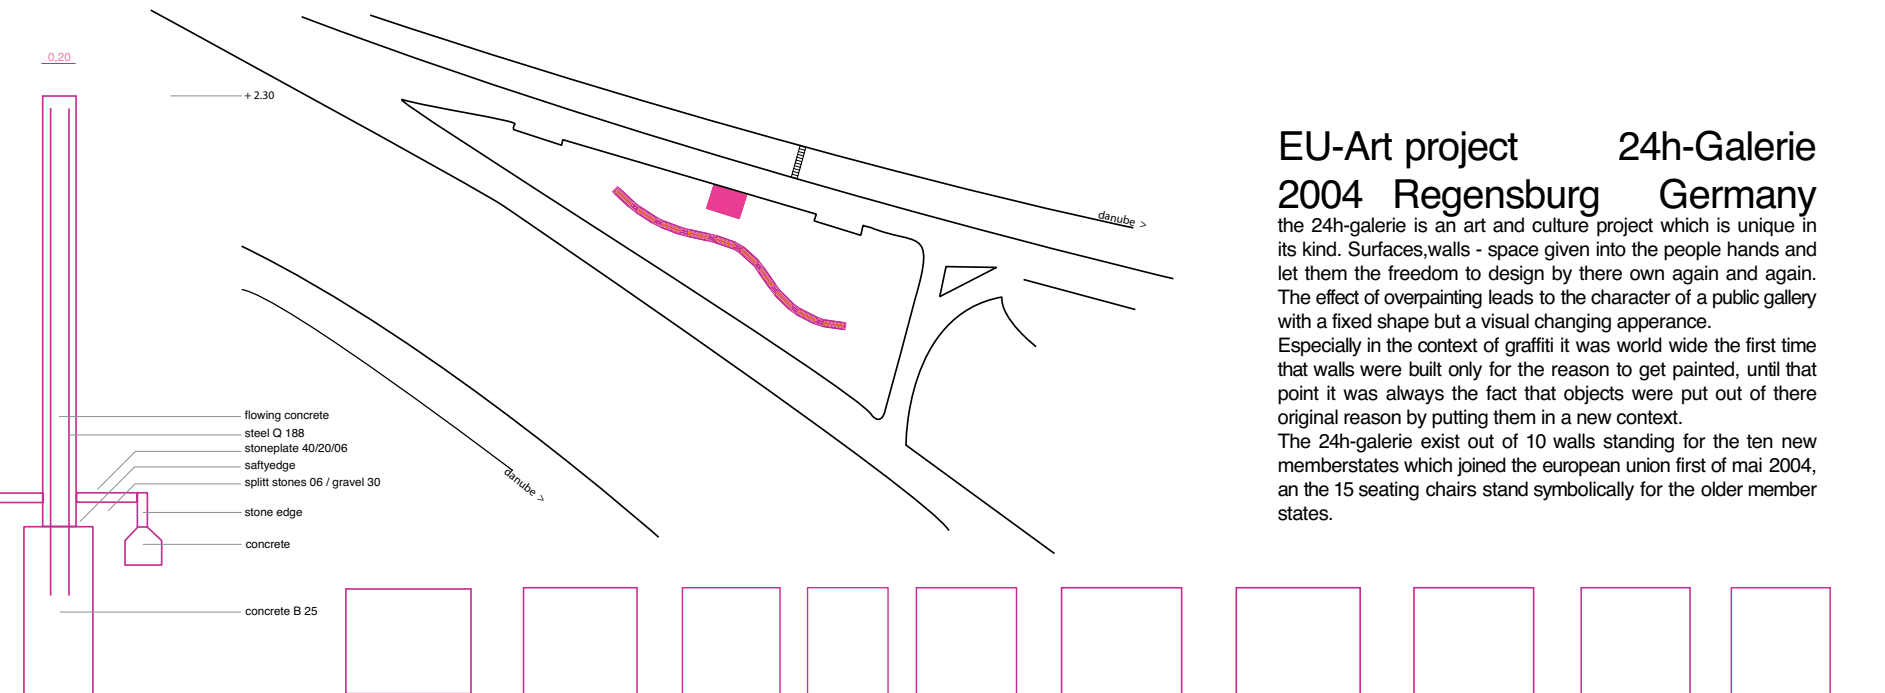 0,20
+ 2.30
flowing concrete
steel Q 188
stoneplate 40/20/06
saftyedge
splitt stones 06 / gravel 30
stone edge
concrete
concrete B 25
danube >
danube >
EU-Art project 24h-Galerie
2004 Regensburg Germany
the 24h-galerie is an art and culture project which is unique in
its kind. Surfaces,walls - space given into the people hands and
let them the freedom to design by there own again and again.
The effect of overpainting leads to the character of a public gallery
with a fixed shape but a visual changing apperance.
Especially in the context of graffiti it was world wide the first time
that walls were built only for the reason to get painted, until that
point it was always the fact that objects were put out of there
original reason by putting them in a new context.
The 24h-galerie exist out of 10 walls standing for the ten new
memberstates which joined the european union first of mai 2004,
an the 15 seating chairs stand symbolically for the older member
states.